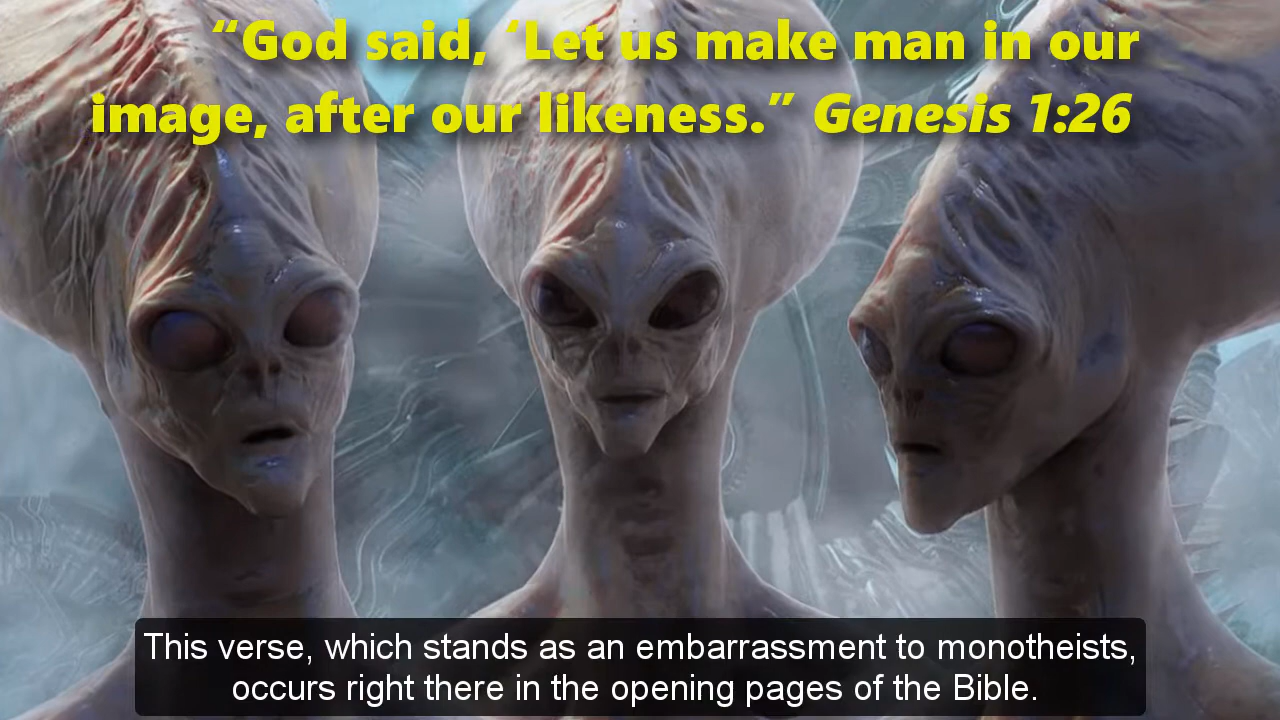 “God said, ‘Let us make man in our
image, after our likeness.” Genesis 1:26
This verse, which stands as an embarrassment to monotheists,
occurs right there in the opening pages of the Bible.